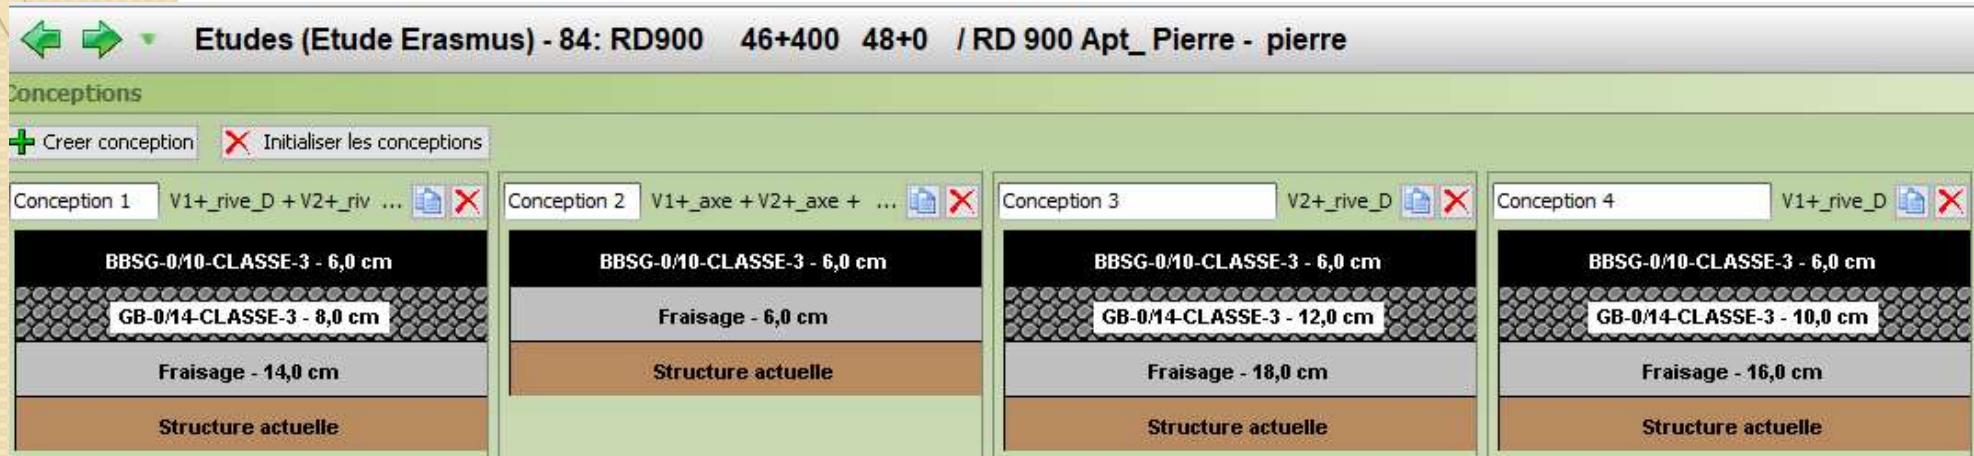 Etudes (Etude Erasmus) - 84: RD900 46+400 48+0 / RD 900 Apt_ Pierre - pierre
Conceptions
Creer conception Initialiser les conceptions
Conception 1 V1+_rive_D + V2+_riv ...
BBSG-0/10-CLASSE-3 - 6,0 cm
GB-0/14-CLASSE-3 - 8,0 cm
Fraisage - 14,0 cm
Structure actuelle
Conception 2 V1+_axe + V2+_axe + ...
BBSG-0/10-CLASSE-3 - 6,0 cm
Fraisage - 6,0 cm
Structure actuelle
Conception 3 V2+_rive_D
BBSG-0/10-CLASSE-3 - 6,0 cm
GB-0/14-CLASSE-3 - 12,0 cm
Fraisage - 18,0 cm
Structure actuelle
Conception 4 V1+_rive_D
BBSG-0/10-CLASSE-3 - 6,0 cm
GB-0/14-CLASSE-3 - 10,0 cm
Fraisage - 16,0 cm
Structure actuelle